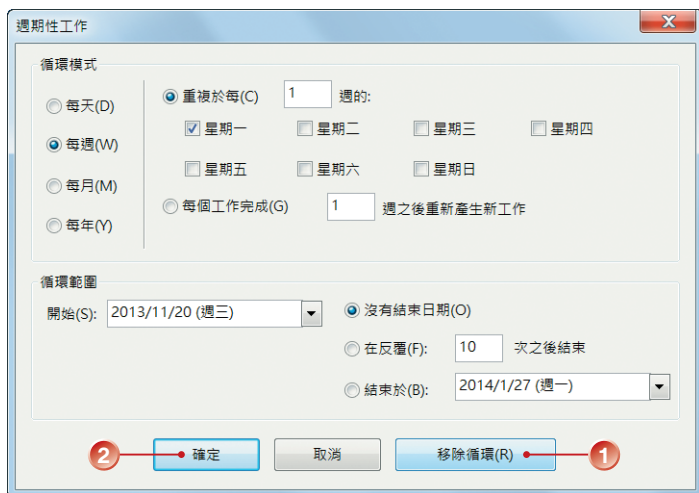 週期性工作
循環模式
每天(D)
每週(W)
每月(M)
每年(Y)
重複於每(C) 1 週的:
星期一 星期二 星期三 星期四
星期五 星期六 星期日
每個工作完成(G) 1 週之後重新產生新工作
循環範圍
開始(S): 2013/11/20 (週三)
沒有結束日期(O)
在反覆(F): 10 次之後結束
結束於(B): 2014/1/27 (週一)
2 確定 取消 移除循環(R) 1